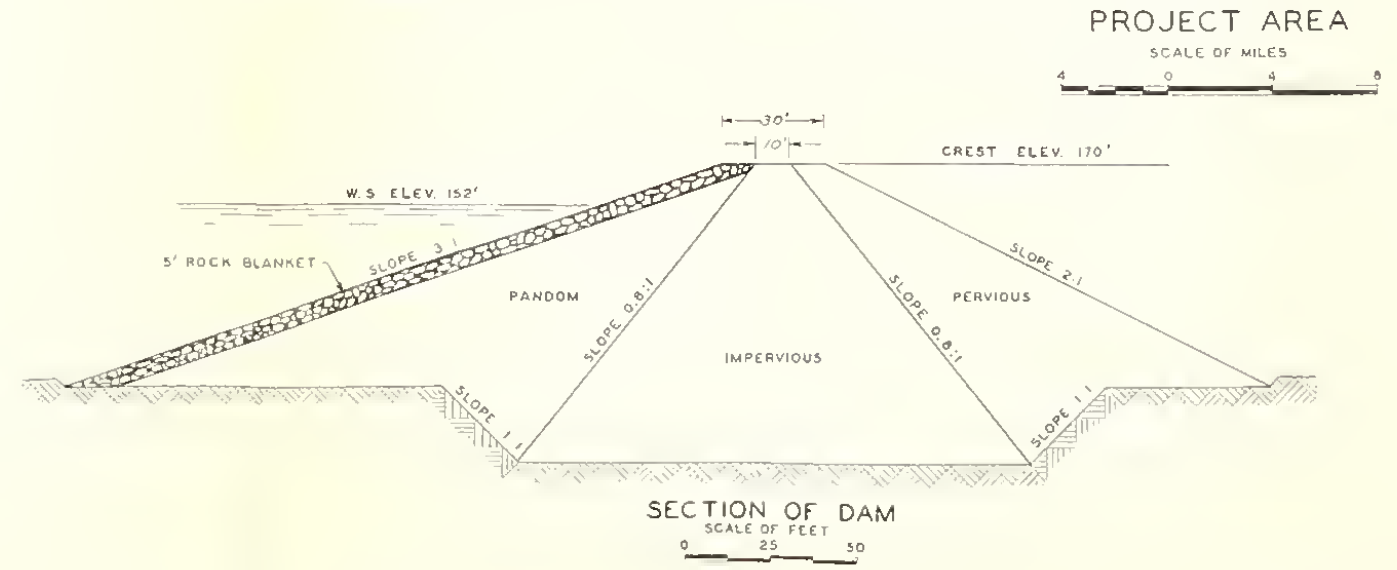 PROJECT AREA
SCALE OF MILES
4 0 4 8
30'
10'
CREST ELEV. 170'
W.S. ELEV. 152'
5' ROCK BLANKET
SLOPE 3:1
RANDOM
SLOPE 0.8:1
IMPERVIOUS
SLOPE 0.8:1
PERVIOUS
SLOPE 2:1
SLOPE 1:1
SLOPE 1:1
SECTION OF DAM
SCALE OF FEET
0 25 50